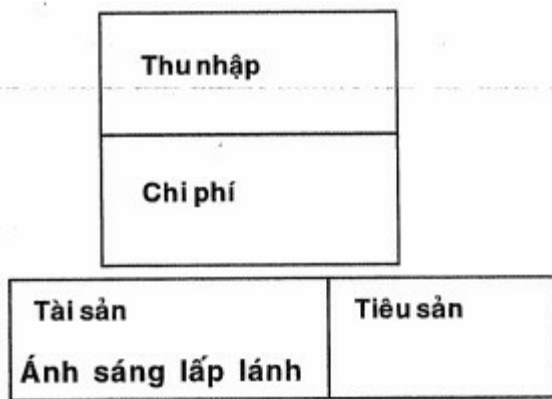 Thu nhập
Chi phí
Tài sản
Tiêu sản
Ánh sáng lấp lánh